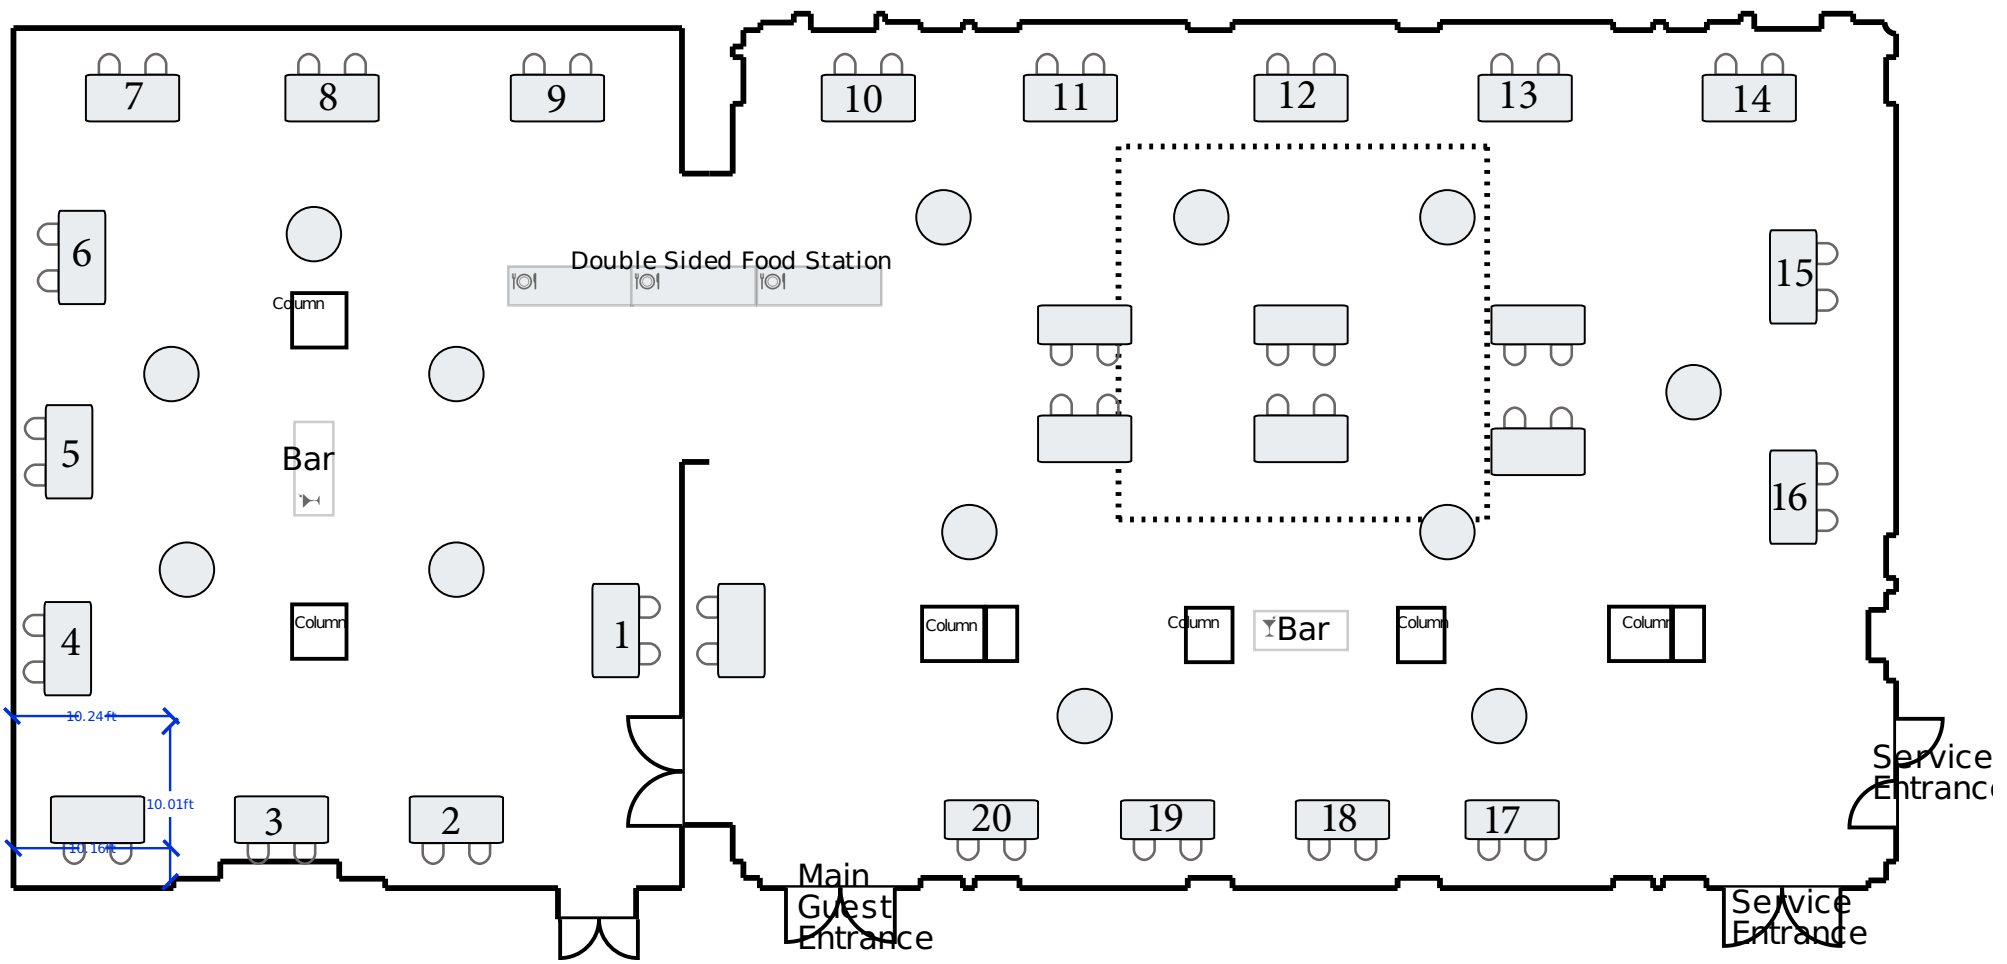 7
8
9
10
11
12
13
14
6
Double Sided Food Station
15
Column
5
Bar
16
4
Column
1
Column
Column
Bar
Column
Column
10.24ft
Service
Entrance
10.01ft
3
2
20
19
18
17
10.16ft
Main
Guest
Entrance
Service
Entrance